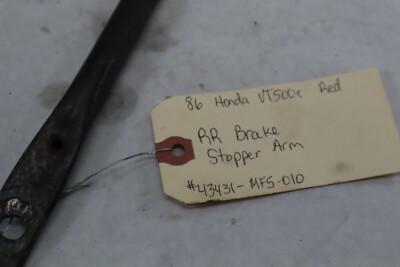 86 Honda VT500c Red
RR Brake
Stopper Arm
#43431-MF5-010